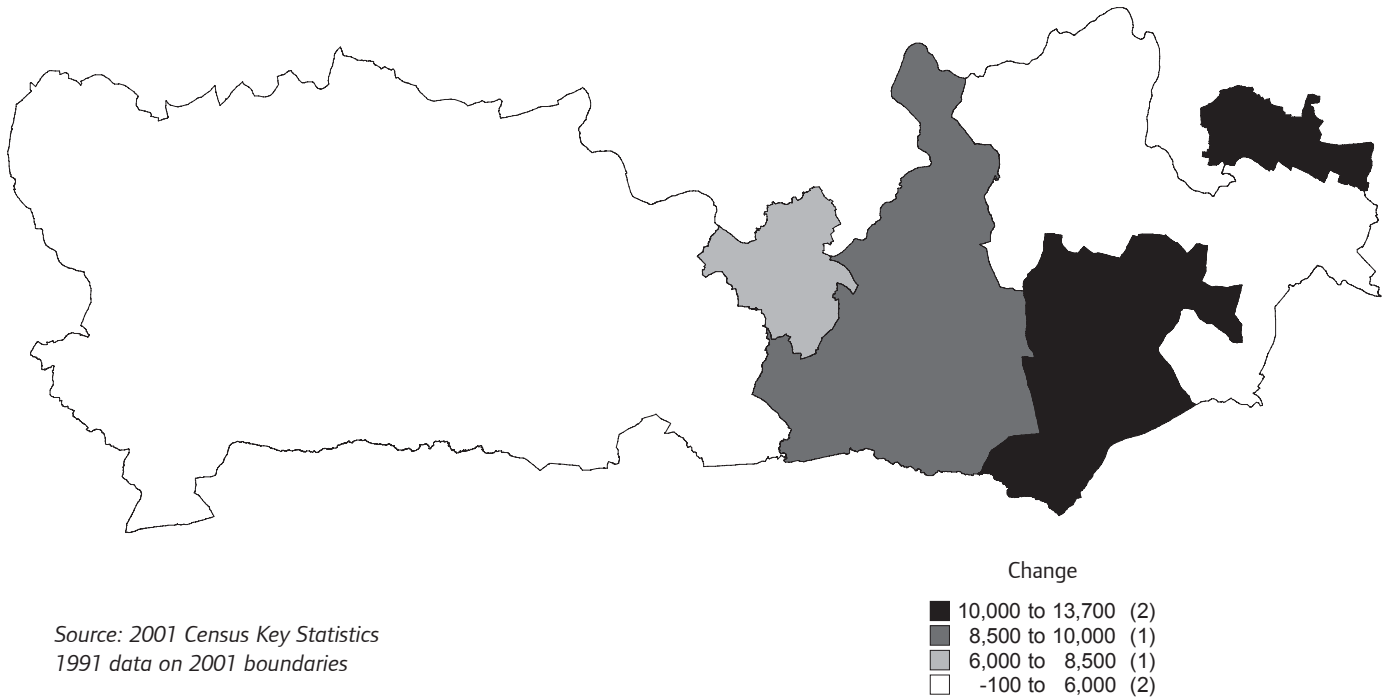 Change
10,000 to 13,700 (2)
8,500 to 10,000 (1)
6,000 to 8,500 (1)
-100 to 6,000 (2)
Source: 2001 Census Key Statistics
1991 data on 2001 boundaries